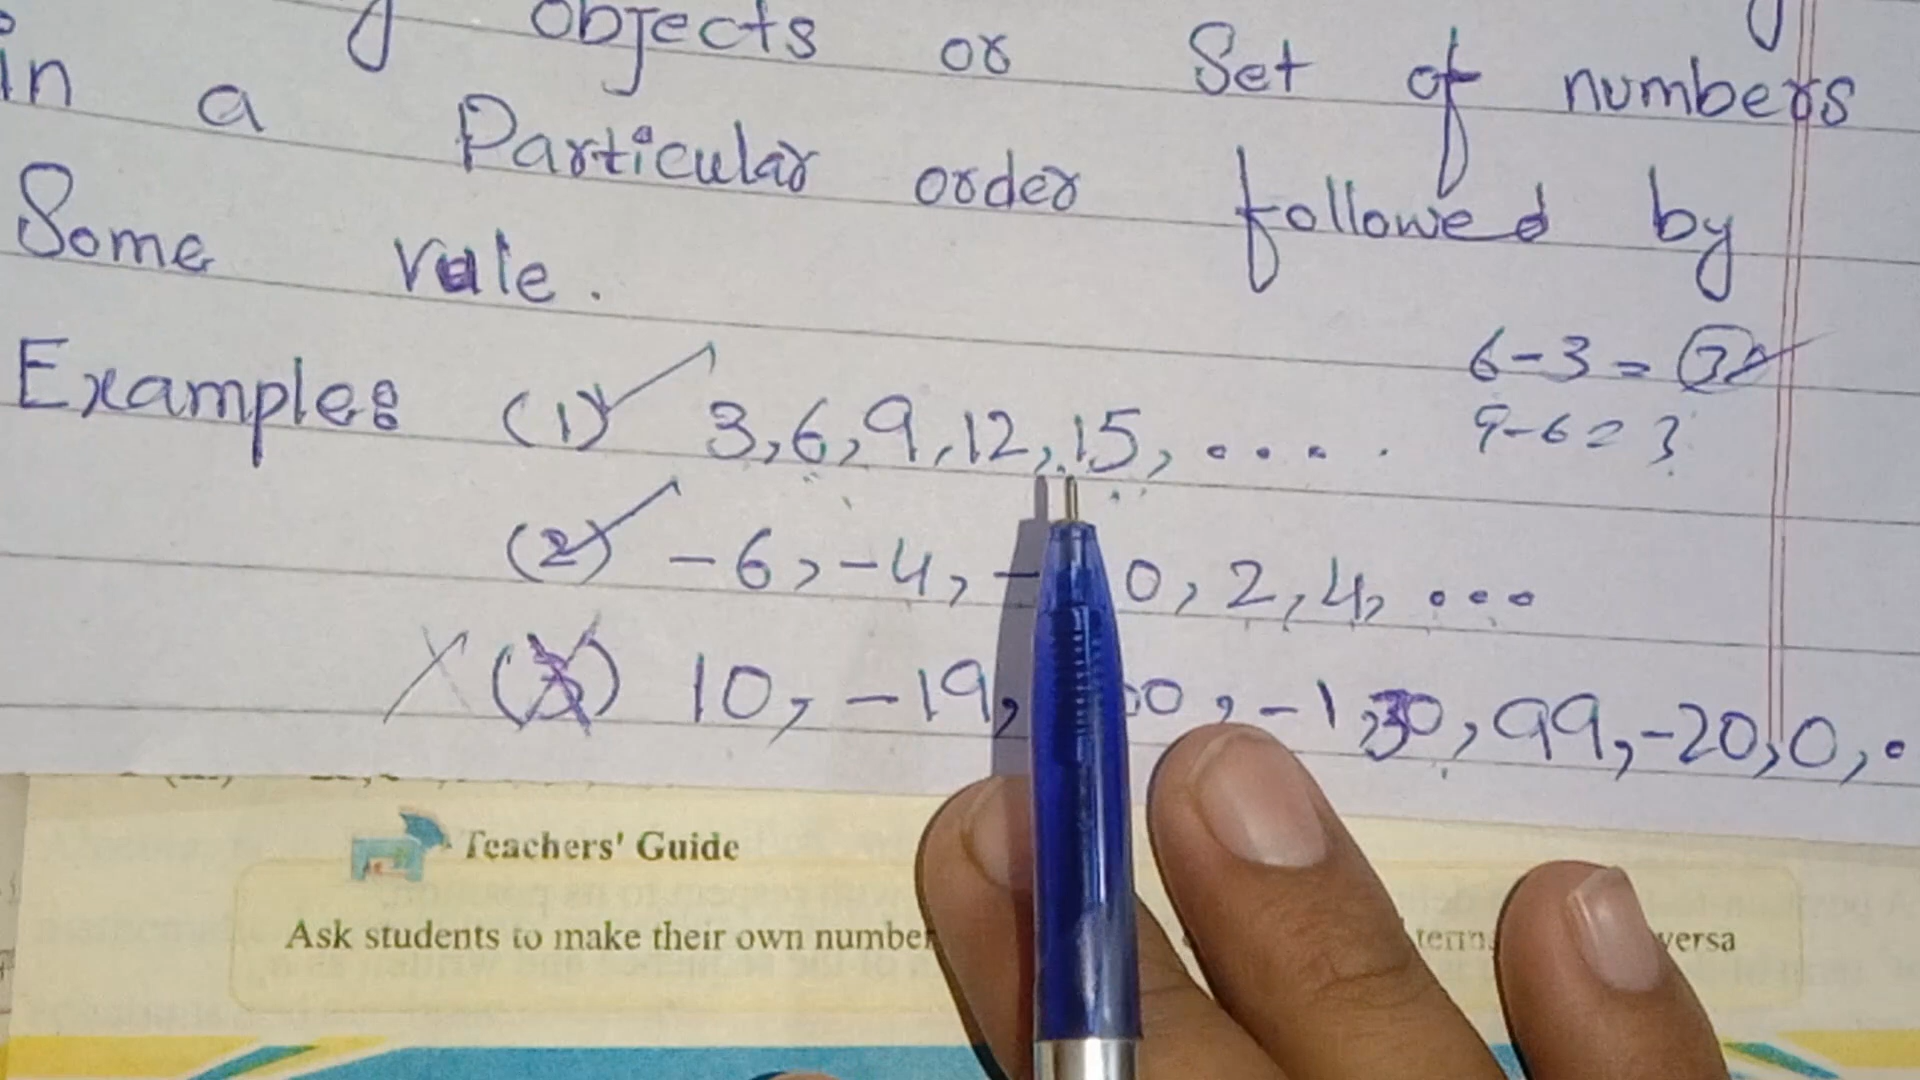 objects or Set of numbers
in a Particular order followed by
Some rule.
Examples (1) 3, 6, 9, 12, 15, ....
6 - 3 = 3
9 - 6 = 3
(2) - 6, - 4, - 0, 2, 4, ...
(3) 10, - 19, 0, - 1, 30, 99, - 20, 0, .
Teachers' Guide
Ask students to make their own number versa